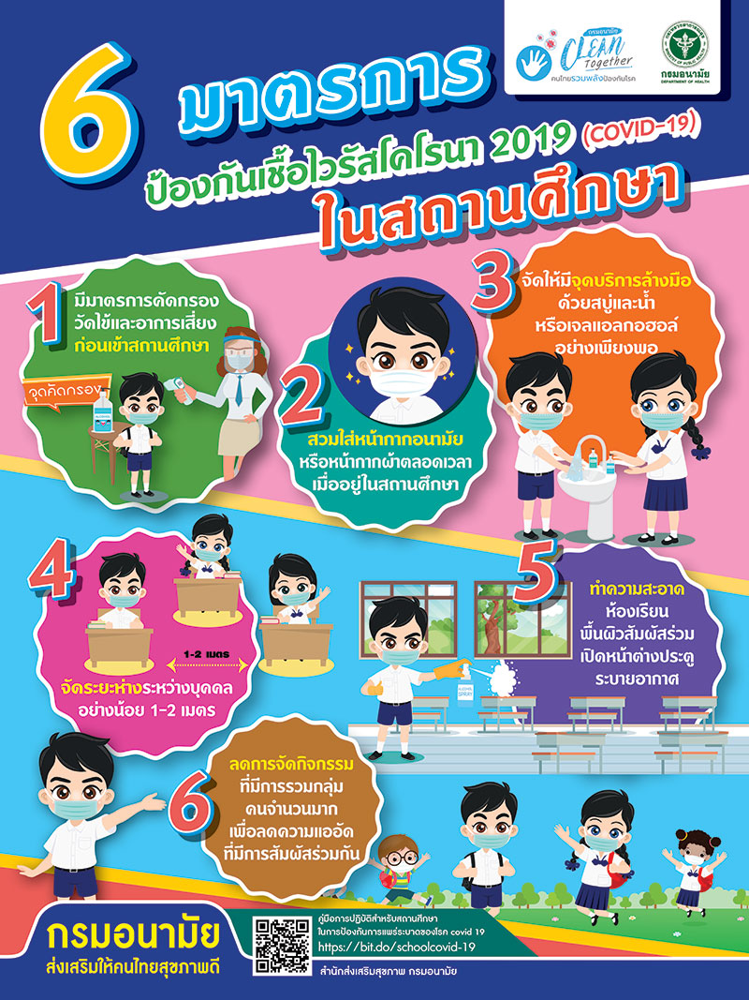 กรมอนามัย
CLEAN
Together
คนไทยรวมพลังป้องกันโรค
กระทรวงสาธารณสุข
MINISTRY OF PUBLIC HEALTH
กรมอนามัย
DEPARTMENT OF HEALTH
6 มาตรการ
ป้องกันเชื้อไวรัสโคโรนา 2019 (COVID-19)
ในสถานศึกษา
1
มีมาตรการคัดกรอง
วัดไข้และอาการเสี่ยง
ก่อนเข้าสถานศึกษา
จุดคัดกรอง
ALCOHOL
2
สวมใส่หน้ากากอนามัย
หรือหน้ากากผ้าตลอดเวลา
เมื่ออยู่ในสถานศึกษา
3
จัดให้มีจุดบริการล้างมือ
ด้วยสบู่และน้ำ
หรือเจลแอลกอฮอล์
อย่างเพียงพอ
4
1-2 เมตร
จัดระยะห่างระหว่างบุคคล
อย่างน้อย 1-2 เมตร
5
ทำความสะอาด
ห้องเรียน
พื้นผิวสัมผัสร่วม
เปิดหน้าต่างประตู
ระบายอากาศ
ALCOHOL
SPRAY
6
ลดการจัดกิจกรรม
ที่มีการรวมกลุ่ม
คนจำนวนมาก
เพื่อลดความแออัด
ที่มีการสัมผัสร่วมกัน
กรมอนามัย
ส่งเสริมให้คนไทยสุขภาพดี
คู่มือการปฏิบัติสำหรับสถานศึกษา
ในการป้องกันการแพร่ระบาดของโรค covid 19
https://bit.do/schoolcovid-19
สำนักส่งเสริมสุขภาพ กรมอนามัย